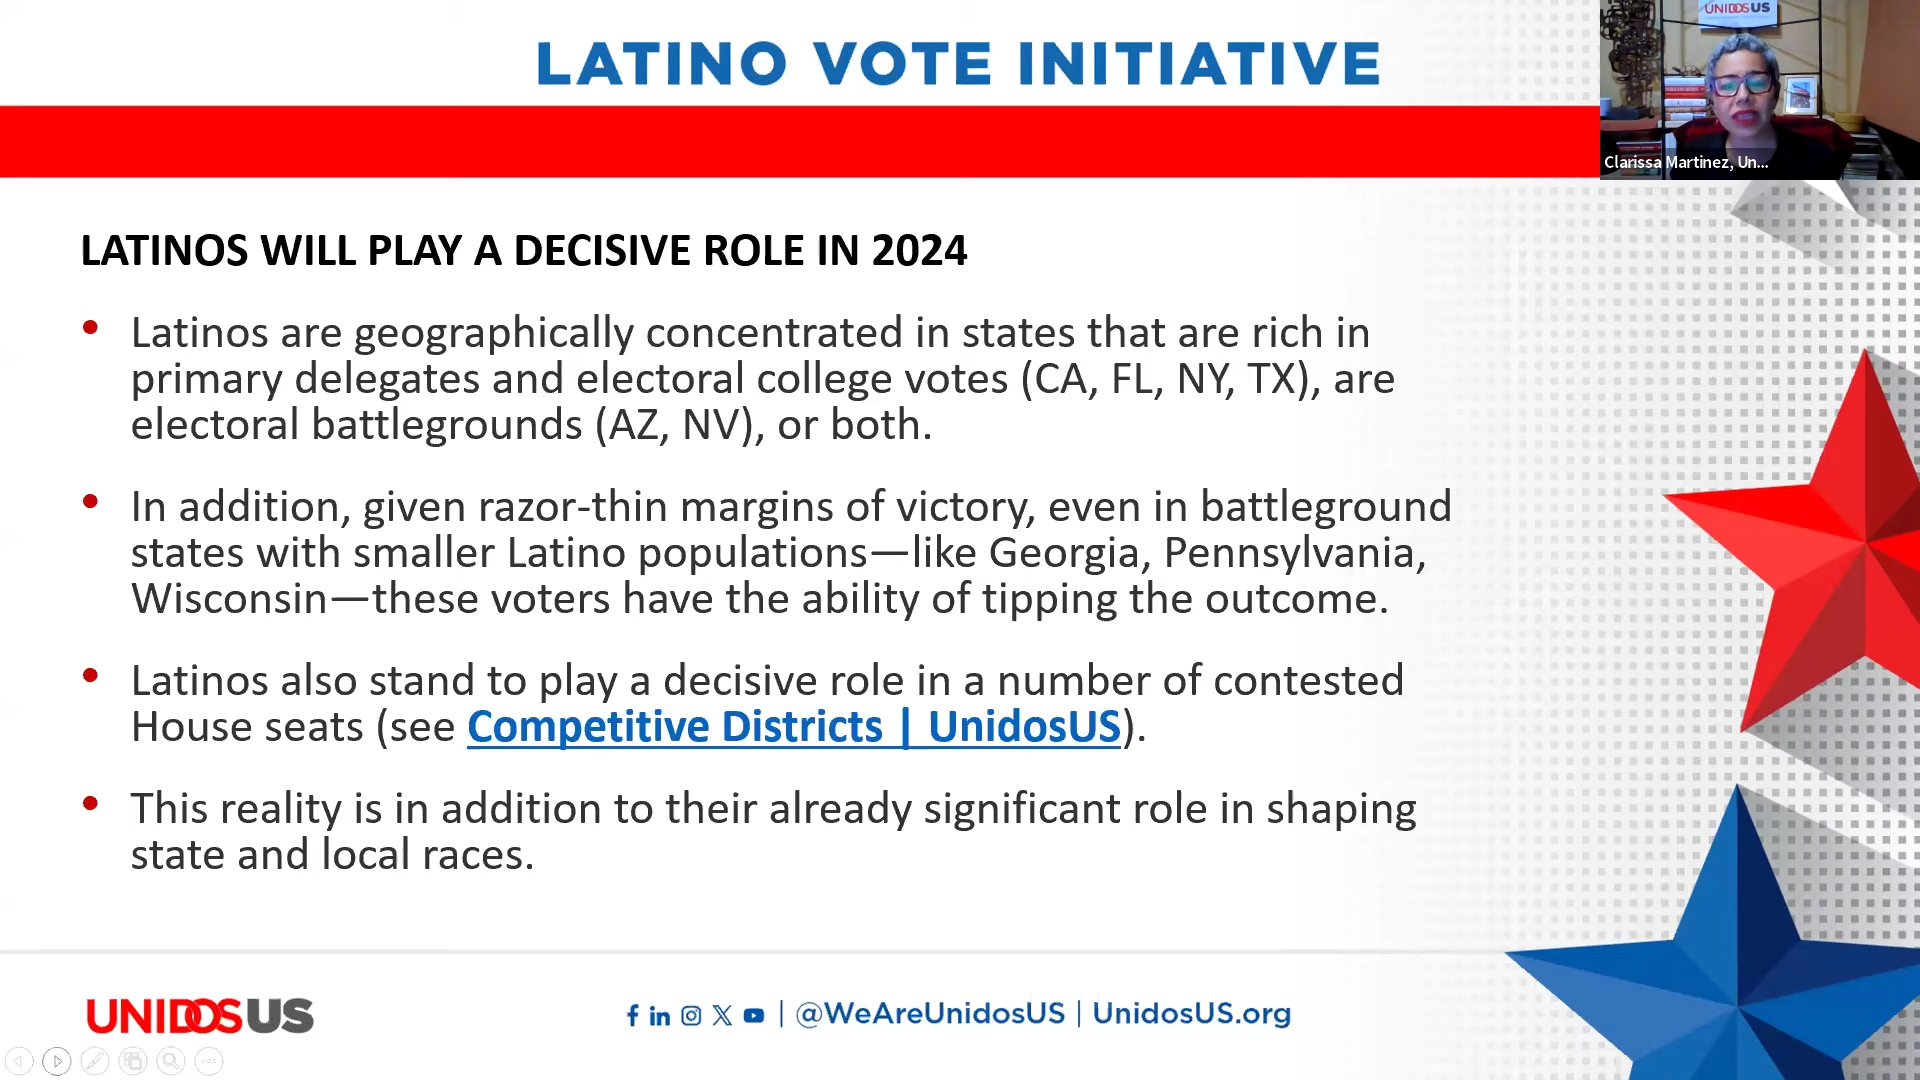 LATINO VOTE INITIATIVE
UNIDOSUS
Clarissa Martinez, Un...
LATINOS WILL PLAY A DECISIVE ROLE IN 2024
• Latinos are geographically concentrated in states that are rich in
primary delegates and electoral college votes (CA, FL, NY, TX), are
electoral battlegrounds (AZ, NV), or both.
• In addition, given razor-thin margins of victory, even in battleground
states with smaller Latino populations—like Georgia, Pennsylvania,
Wisconsin—these voters have the ability of tipping the outcome.
• Latinos also stand to play a decisive role in a number of contested
House seats (see Competitive Districts | UnidosUS).
• This reality is in addition to their already significant role in shaping
state and local races.
UNIDOSUS
| @WeAreUnidosUS | UnidosUS.org